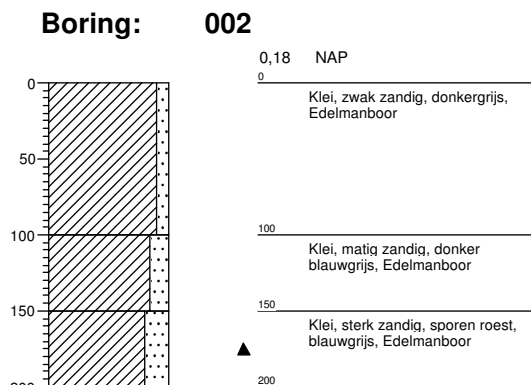 Boring: 002
0,18 NAP
0
0
Klei, zwak zandig, donkergrijs,
Edelmanboor
50
100
100
Klei, matig zandig, donker
blauwgrijs, Edelmanboor
150
150
Klei, sterk zandig, sporen roest,
blauwgrijs, Edelmanboor
200
200